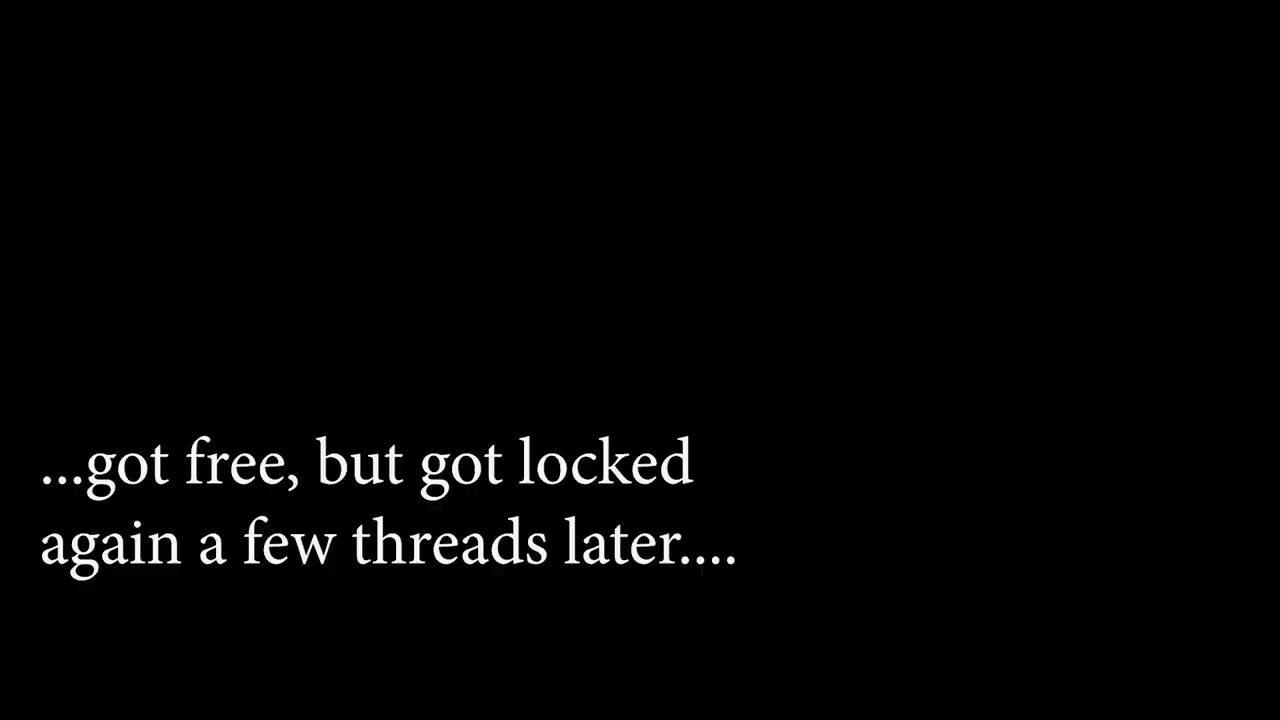 ...got free, but got locked
again a few threads later....